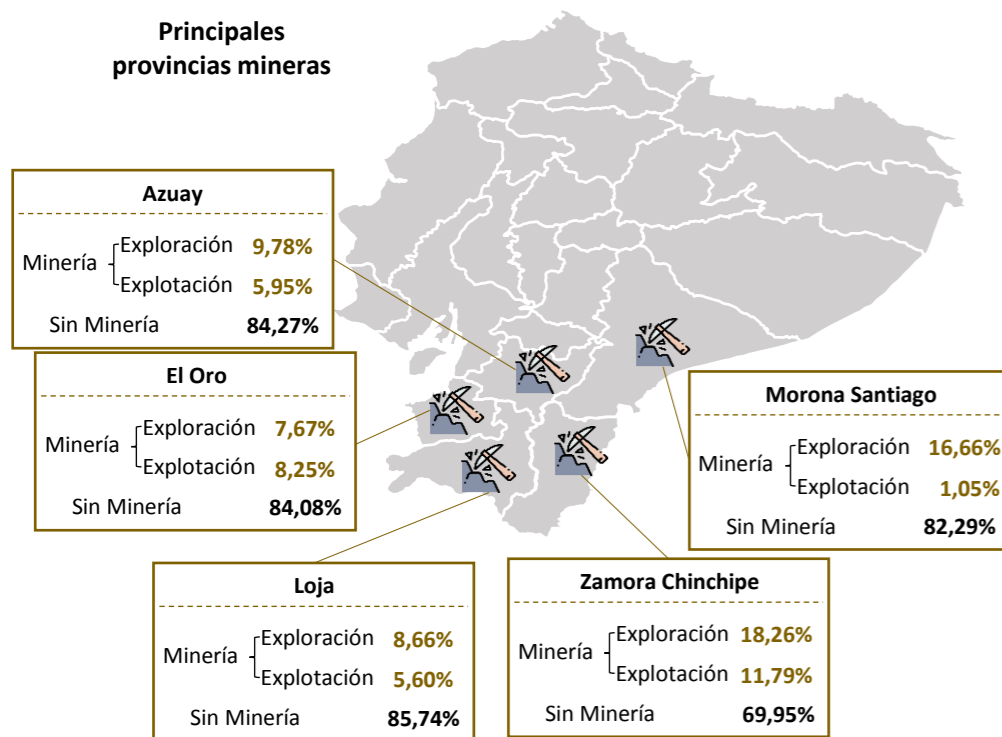 Principales
provincias mineras
Azuay
Minería Exploración 9,78%
Explotación 5,95%
Sin Minería 84,27%
El Oro
Minería Exploración 7,67%
Explotación 8,25%
Sin Minería 84,08%
Morona Santiago
Minería Exploración 16,66%
Explotación 1,05%
Sin Minería 82,29%
Loja
Minería Exploración 8,66%
Explotación 5,60%
Sin Minería 85,74%
Zamora Chinchipe
Minería Exploración 18,26%
Explotación 11,79%
Sin Minería 69,95%